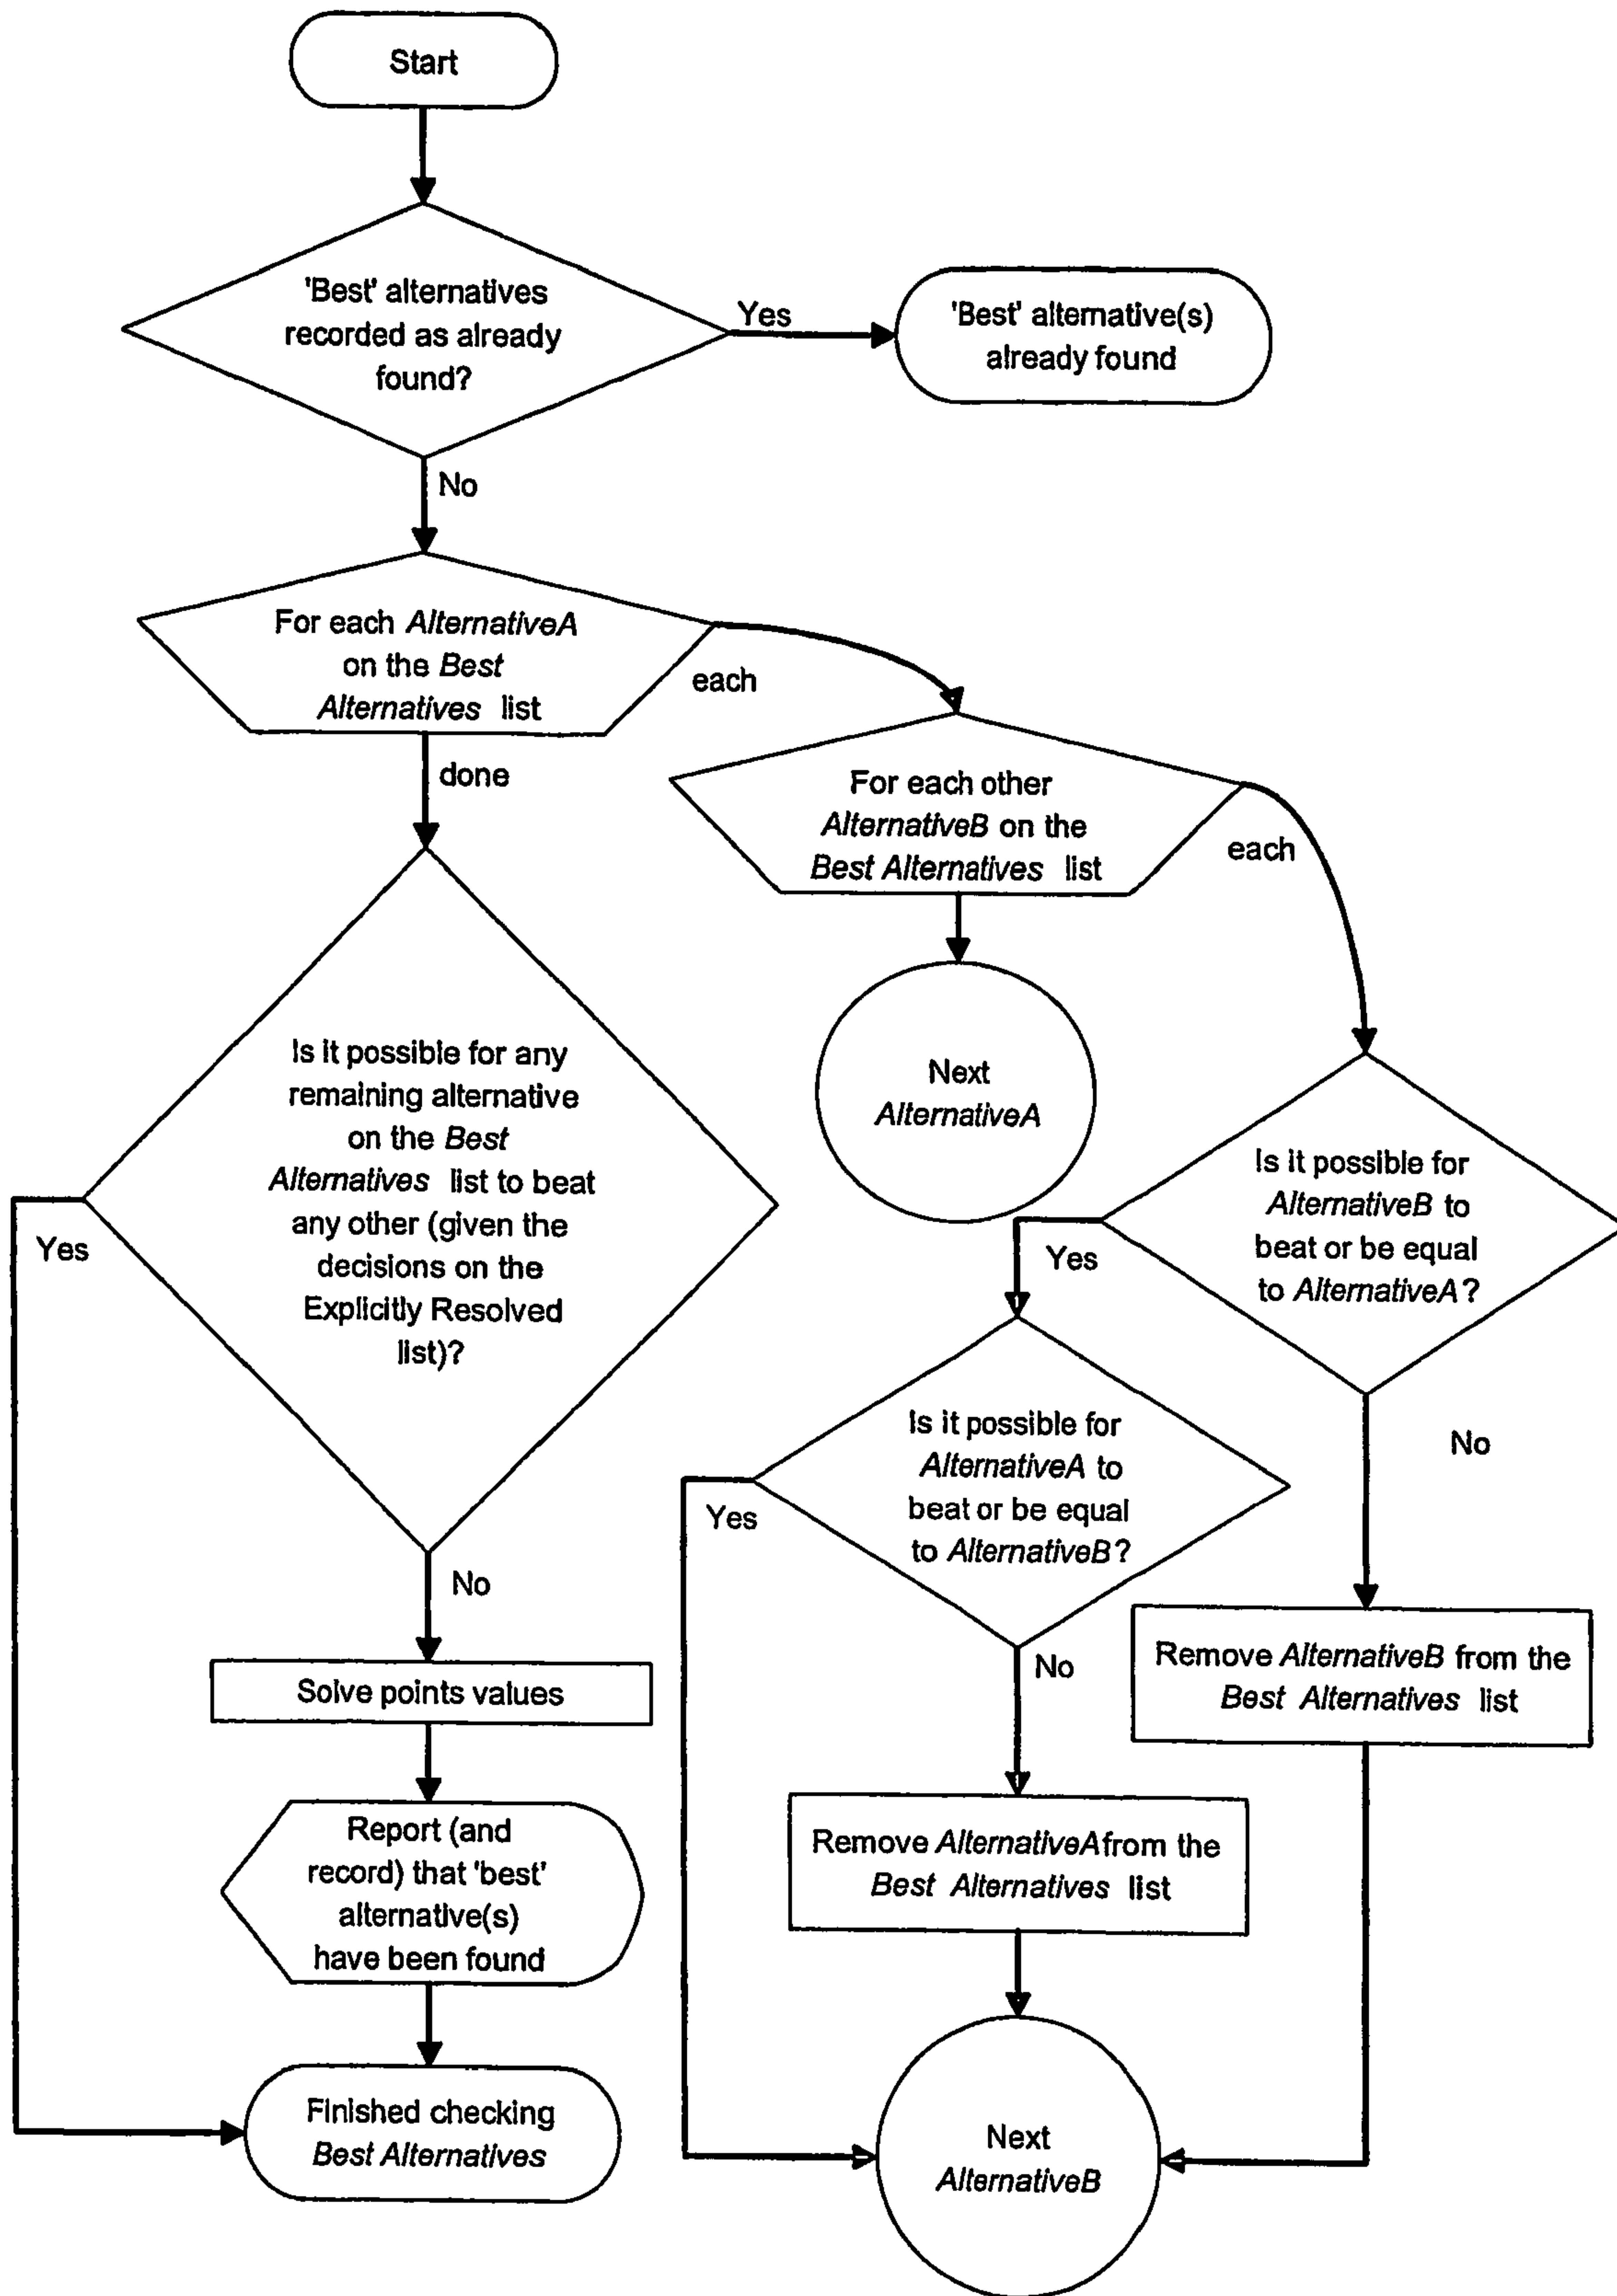 Start
'Best' alternatives
recorded as already
found?
Yes
'Best' alternative(s)
already found
No
For each AlternativeA
on the Best
Alternatives list
each
done
For each other
AlternativeB on the
Best Alternatives list
each
Next
AlternativeA
Is it possible for any
remaining alternative
on the Best
Alternatives list to beat
any other (given the
decisions on the
Explicitly Resolved
list)?
Yes
No
Is it possible for
AlternativeB to
beat or be equal
to AlternativeA?
Yes
No
Is it possible for
AlternativeA to
beat or be equal
to AlternativeB?
Yes
No
Remove AlternativeB from the
Best Alternatives list
Solve points values
Remove AlternativeA from the
Best Alternatives list
Report (and
record) that 'best'
alternative(s)
have been found
Finished checking
Best Alternatives
Next
AlternativeB